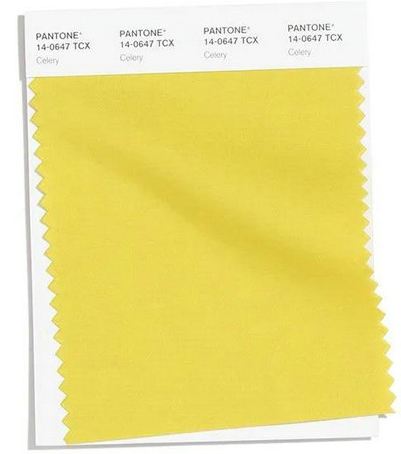 PANTONE® PANTONE® PANTONE® PANTONE®
14-0647 TCX 14-0647 TCX 14-0647 TCX 14-0647 TCX
Celery Celery Celery Celery